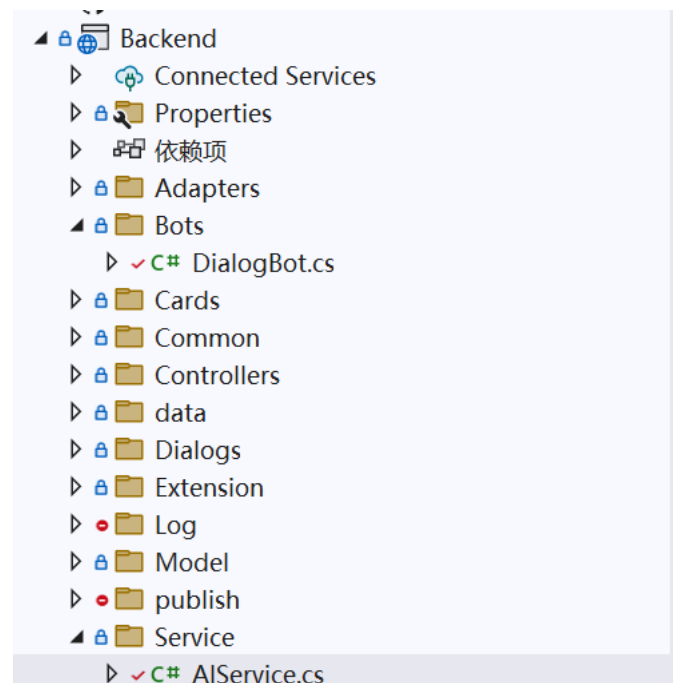 Backend
Connected Services
Properties
依赖项
Adapters
Bots
C# DialogBot.cs
Cards
Common
Controllers
data
Dialogs
Extension
Log
Model
publish
Service
C# AIService.cs